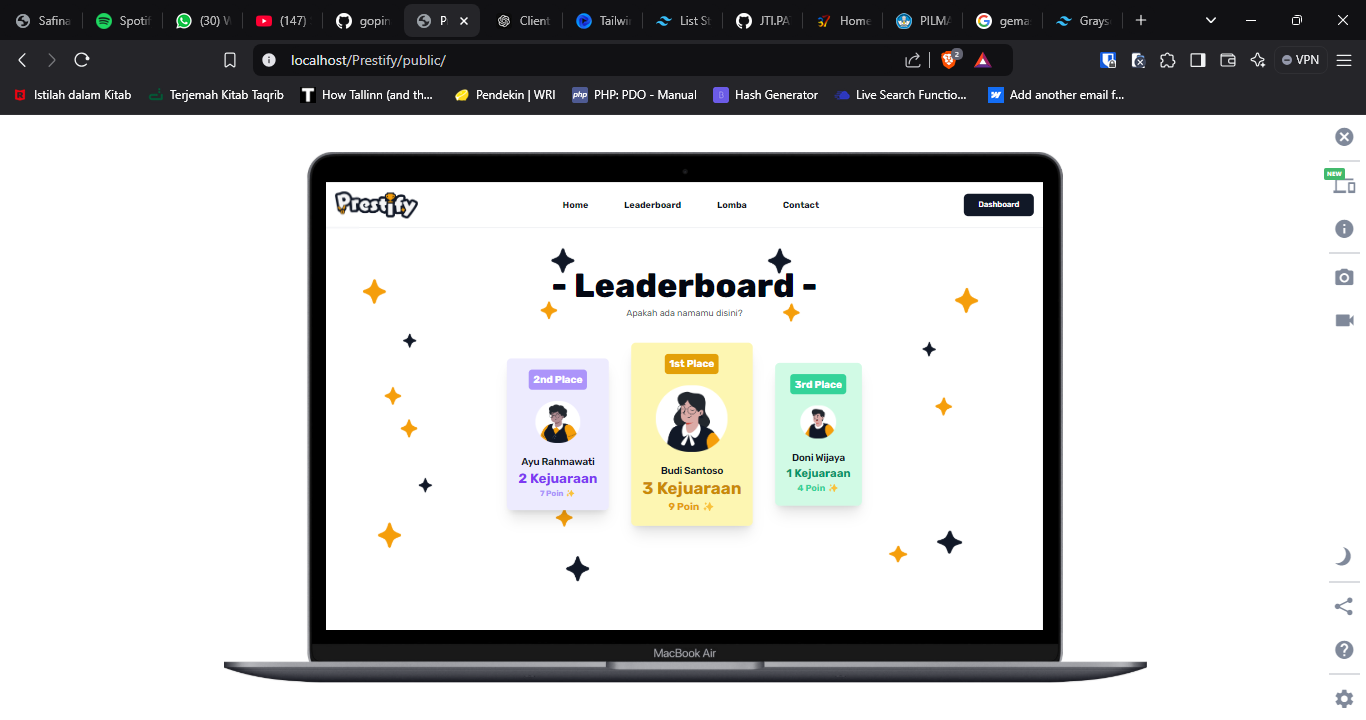 Safina
Spotif
(30) W
(147)
gopin
P
Client
Tailwi
List St
JTI.PA
Home
PILMA
gema
Grays
localhost/Prestify/public/
2
VPN
Istilah dalam Kitab
Terjemah Kitab Taqrib
T
How Tallinn (and th...
Pendekin | WRI
php
PHP: PDO - Manual
Hash Generator
Live Search Functio...
Add another email f...
NEW
Prestify
Home
Leaderboard
Lomba
Contact
Dashboard
- Leaderboard -
Apakah ada namamu disini?
2nd Place
Ayu Rahmawati
2 Kejuaraan
7 Poin ✨
1st Place
Budi Santoso
3 Kejuaraan
9 Poin ✨
3rd Place
Doni Wijaya
1 Kejuaraan
4 Poin ✨
MacBook Air